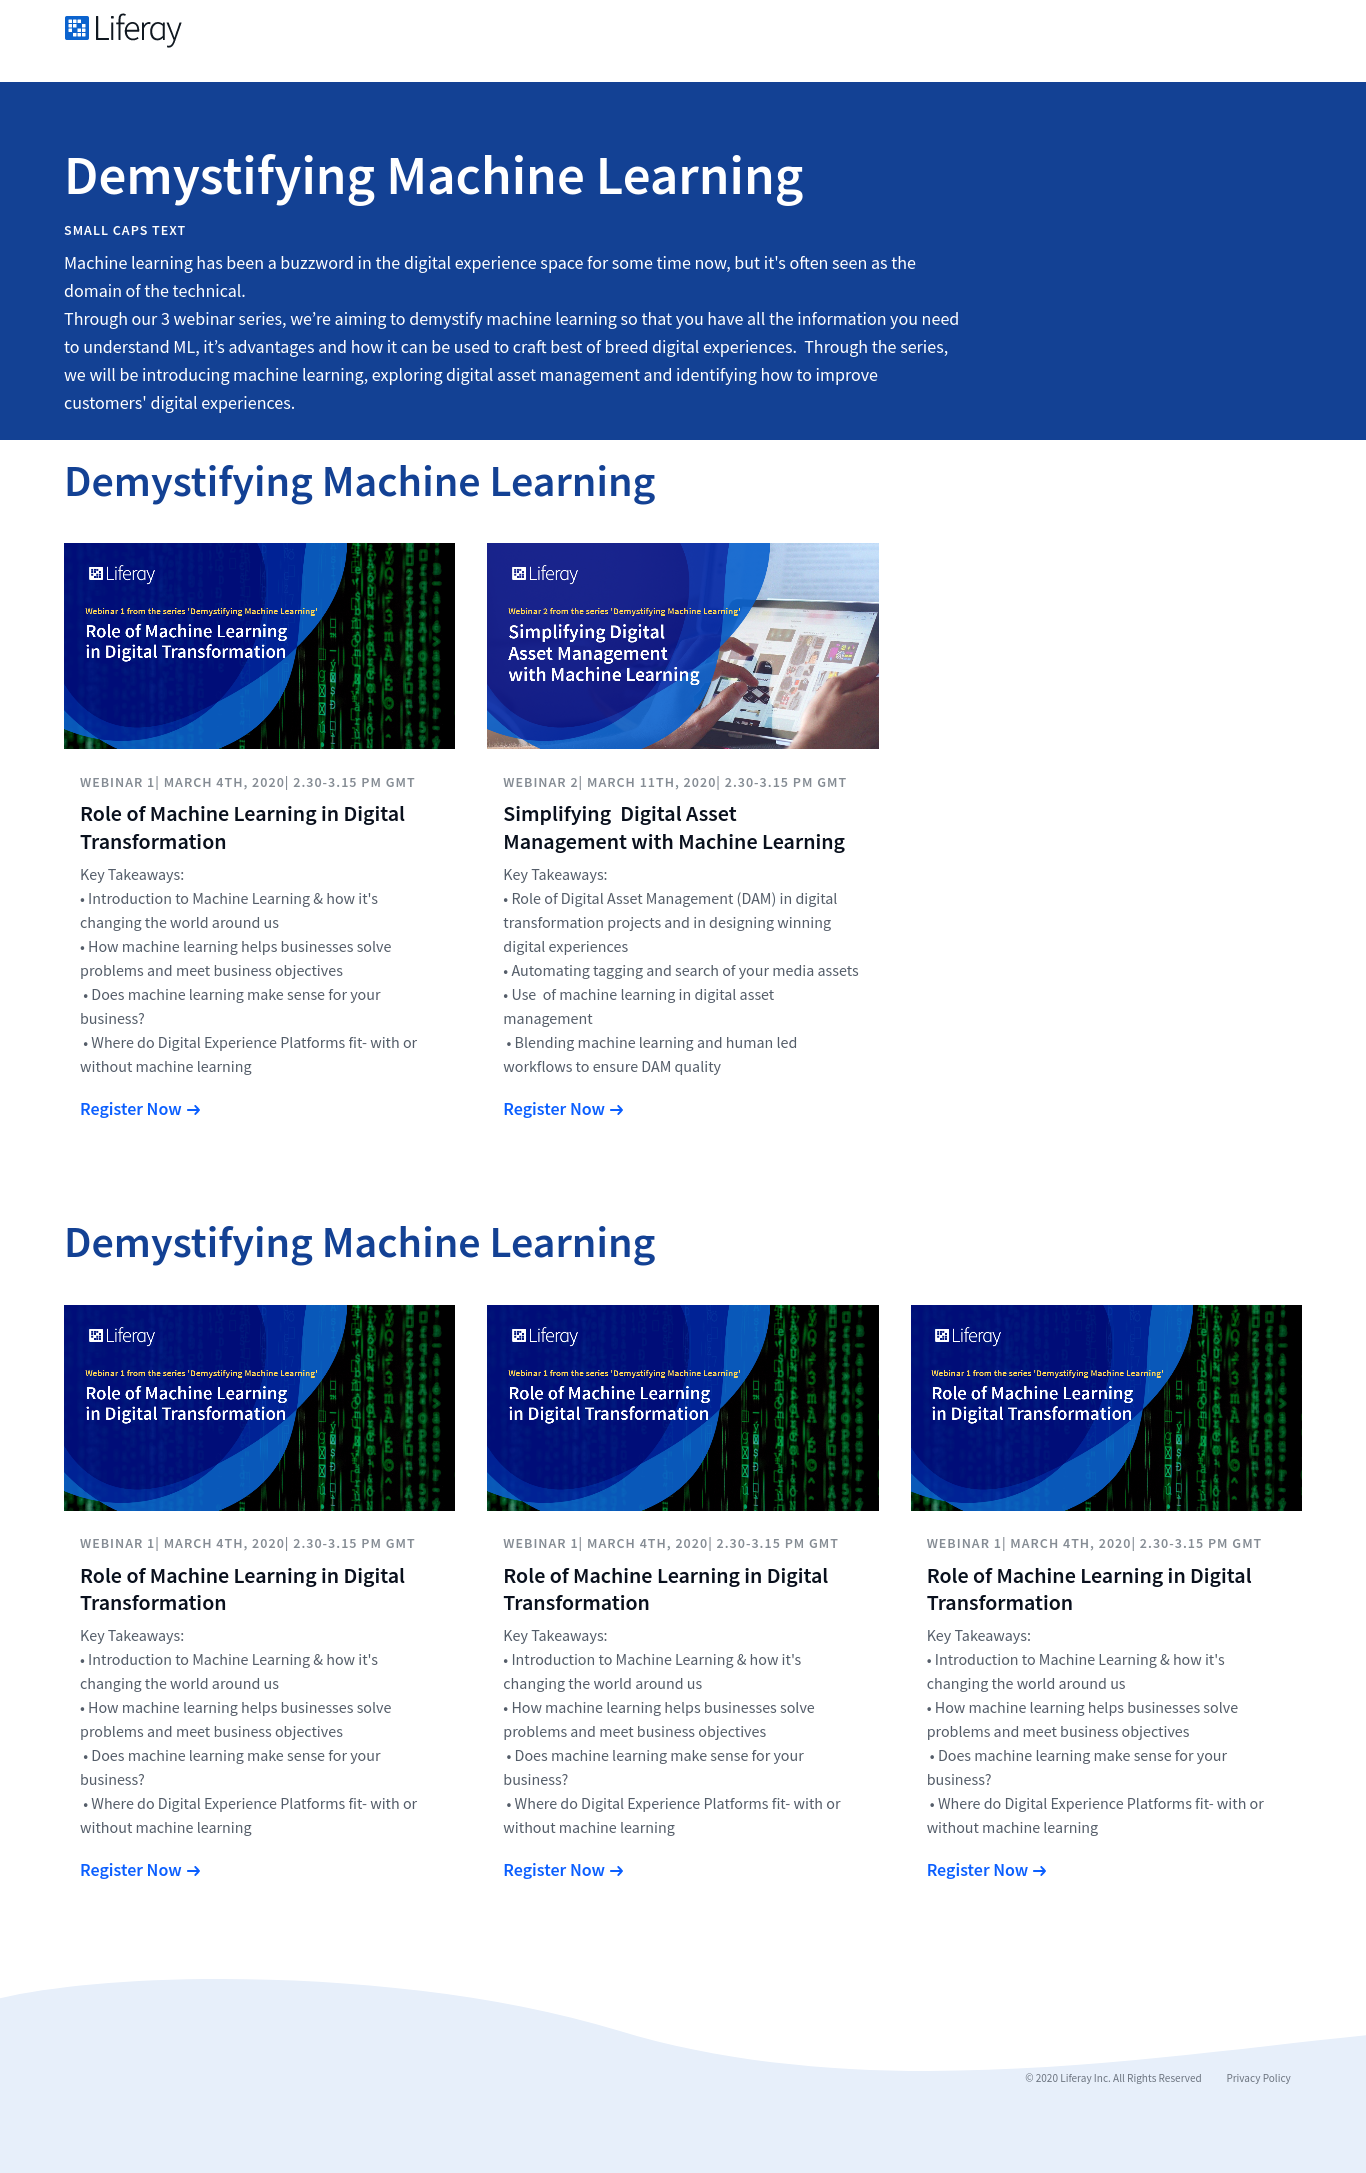 Liferay
Demystifying Machine Learning
SMALL CAPS TEXT
Machine learning has been a buzzword in the digital experience space for some time now, but it's often seen as the
domain of the technical.
Through our 3 webinar series, we’re aiming to demystify machine learning so that you have all the information you need
to understand ML, it’s advantages and how it can be used to craft best of breed digital experiences.  Through the series,
we will be introducing machine learning, exploring digital asset management and identifying how to improve
customers' digital experiences.
Demystifying Machine Learning
Liferay
Webinar 1 from the series 'Demystifying Machine Learning'
Role of Machine Learning
in Digital Transformation
WEBINAR 1| MARCH 4TH, 2020| 2.30-3.15 PM GMT
Role of Machine Learning in Digital
Transformation
Key Takeaways:
• Introduction to Machine Learning & how it's
changing the world around us
• How machine learning helps businesses solve
problems and meet business objectives
• Does machine learning make sense for your
business?
• Where do Digital Experience Platforms fit- with or
without machine learning
Register Now →
Liferay
Webinar 2 from the series 'Demystifying Machine Learning'
Simplifying Digital
Asset Management
with Machine Learning
WEBINAR 2| MARCH 11TH, 2020| 2.30-3.15 PM GMT
Simplifying  Digital Asset
Management with Machine Learning
Key Takeaways:
• Role of Digital Asset Management (DAM) in digital
transformation projects and in designing winning
digital experiences
• Automating tagging and search of your media assets
• Use  of machine learning in digital asset
management
• Blending machine learning and human led
workflows to ensure DAM quality
Register Now →
Demystifying Machine Learning
Liferay
Webinar 1 from the series 'Demystifying Machine Learning'
Role of Machine Learning
in Digital Transformation
WEBINAR 1| MARCH 4TH, 2020| 2.30-3.15 PM GMT
Role of Machine Learning in Digital
Transformation
Key Takeaways:
• Introduction to Machine Learning & how it's
changing the world around us
• How machine learning helps businesses solve
problems and meet business objectives
• Does machine learning make sense for your
business?
• Where do Digital Experience Platforms fit- with or
without machine learning
Register Now →
Liferay
Webinar 1 from the series 'Demystifying Machine Learning'
Role of Machine Learning
in Digital Transformation
WEBINAR 1| MARCH 4TH, 2020| 2.30-3.15 PM GMT
Role of Machine Learning in Digital
Transformation
Key Takeaways:
• Introduction to Machine Learning & how it's
changing the world around us
• How machine learning helps businesses solve
problems and meet business objectives
• Does machine learning make sense for your
business?
• Where do Digital Experience Platforms fit- with or
without machine learning
Register Now →
Liferay
Webinar 1 from the series 'Demystifying Machine Learning'
Role of Machine Learning
in Digital Transformation
WEBINAR 1| MARCH 4TH, 2020| 2.30-3.15 PM GMT
Role of Machine Learning in Digital
Transformation
Key Takeaways:
• Introduction to Machine Learning & how it's
changing the world around us
• How machine learning helps businesses solve
problems and meet business objectives
• Does machine learning make sense for your
business?
• Where do Digital Experience Platforms fit- with or
without machine learning
Register Now →
© 2020 Liferay Inc. All Rights Reserved
Privacy Policy